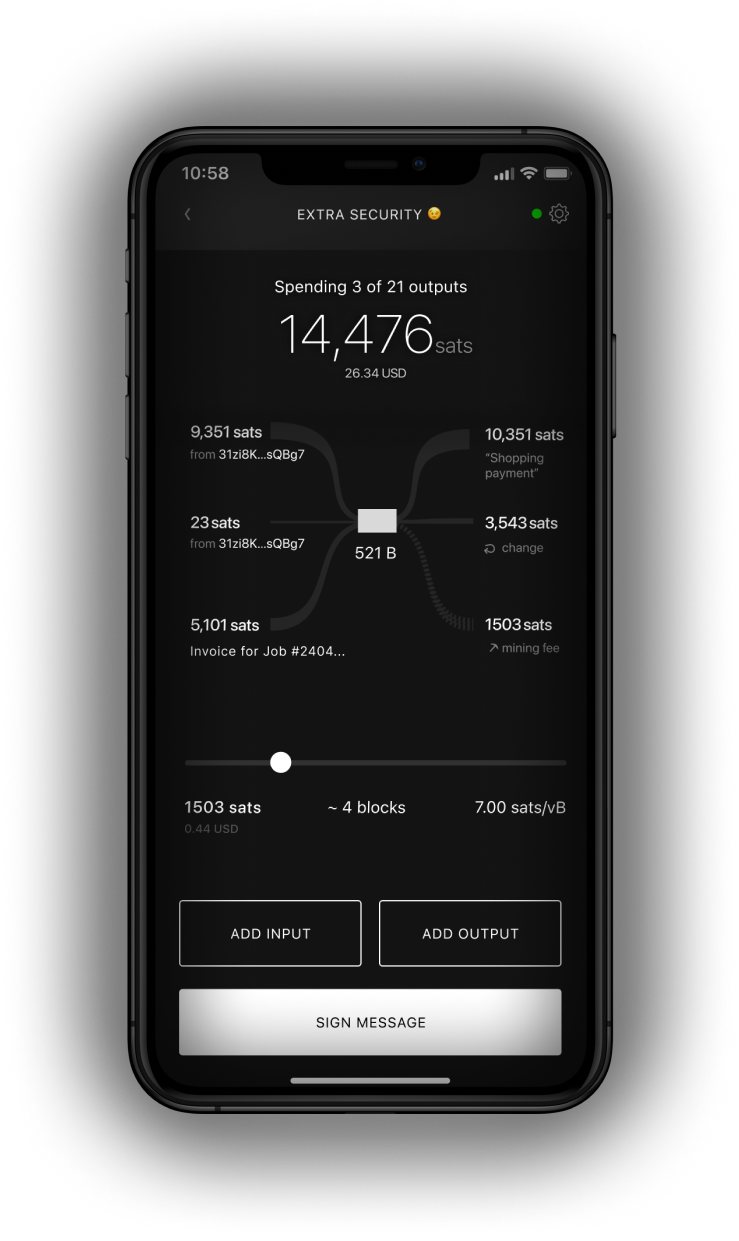 10:58
EXTRA SECURITY 😉
Spending 3 of 21 outputs
14,476 sats
26.34 USD
9,351 sats
from 31zi8K...sQBg7
10,351 sats
“Shopping
payment”
23 sats
from 31zi8K...sQBg7
521 B
3,543 sats
change
5,101 sats
Invoice for Job #2404...
1503 sats
mining fee
1503 sats
0.44 USD
~ 4 blocks
7.00 sats/vB
ADD INPUT
ADD OUTPUT
SIGN MESSAGE